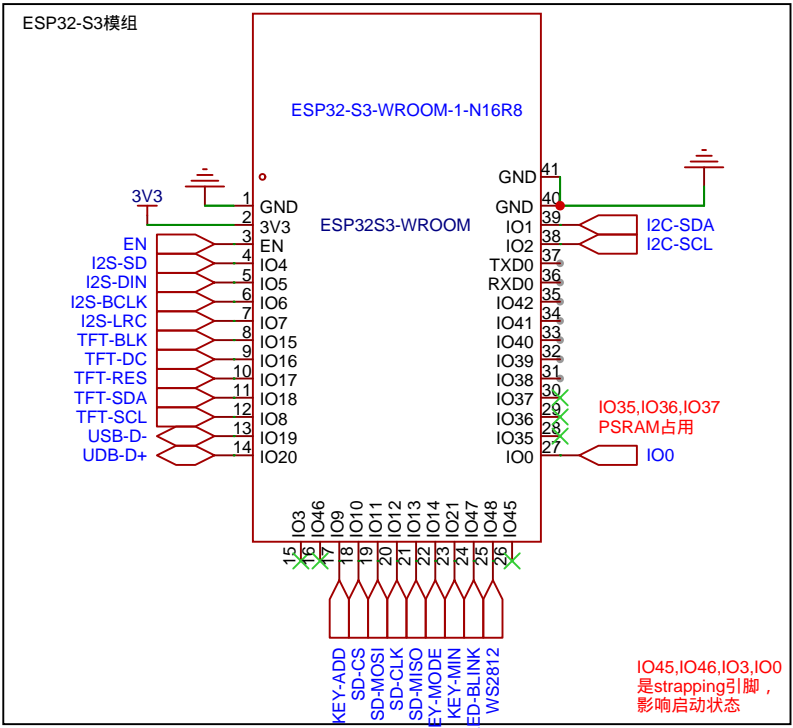 ESP32-S3模组
ESP32-S3-WROOM-1-N16R8
ESP32S3-WROOM
3V3
1 GND
2 3V3
EN 3 EN
I2S-SD 4 IO4
I2S-DIN 5 IO5
I2S-BCLK 6 IO6
I2S-LRC 7 IO7
TFT-BLK 8 IO15
TFT-DC 9 IO16
TFT-RES 10 IO17
TFT-SDA 11 IO18
TFT-SCL 12 IO8
USB-D- 13 IO19
UDB-D+ 14 IO20
GND 41
GND 40
IO1 39 I2C-SDA
IO2 38 I2C-SCL
TXD0 37
RXD0 36
IO42 35
IO41 34
IO40 33
IO39 32
IO38 31
IO37 30
IO36 29
IO35 28
IO0 27 IO0
IO35,IO36,IO37
PSRAM占用
IO3 15
IO46 16
IO9 17 KEY-ADD
IO10 18 SD-CS
IO11 19 SD-MOSI
IO12 20 SD-CLK
IO13 21 SD-MISO
IO14 22 EY-MODE
IO21 23 KEY-MIN
IO47 24 ED-BLINK
IO48 25 WS2812
IO45 26
IO45,IO46,IO3,IO0
是strapping引脚，
影响启动状态